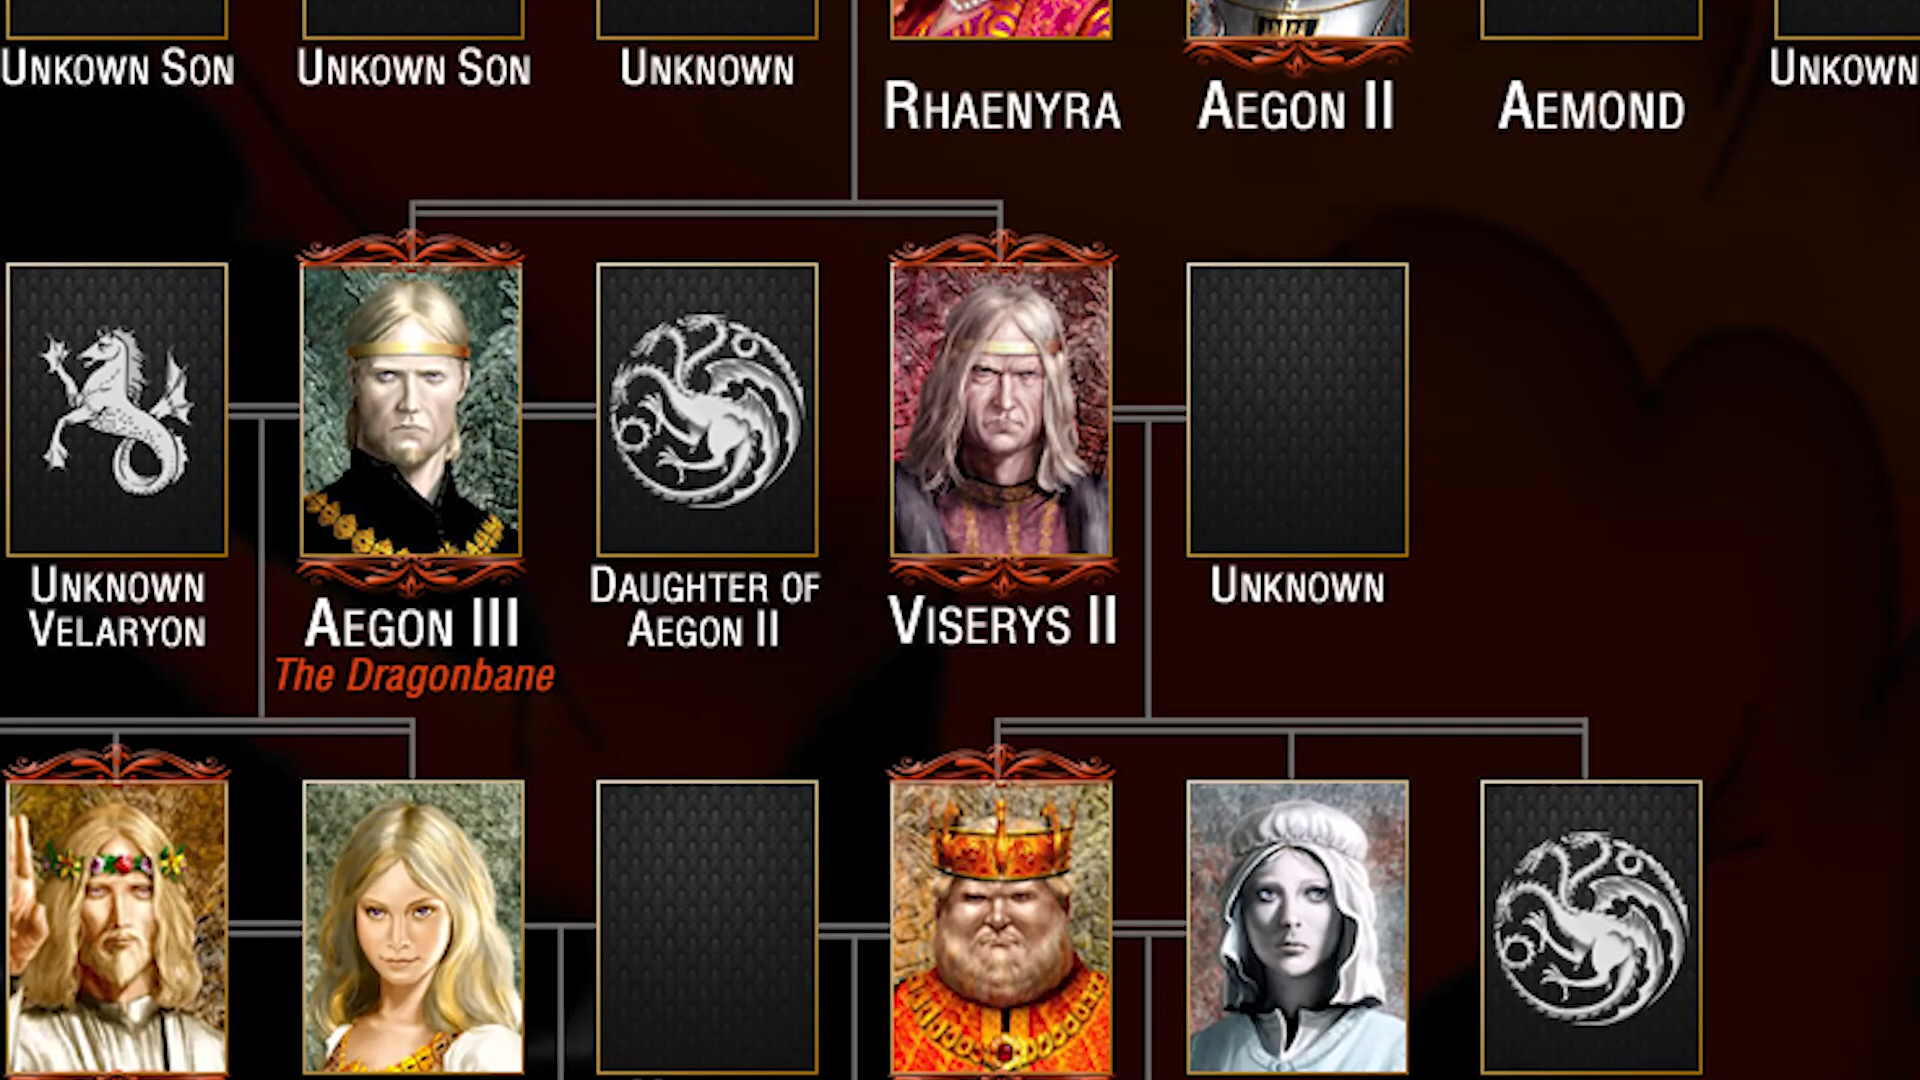 UNKOWN SON
UNKOWN SON
UNKNOWN
RHAENYRA
AEGON II
AEMOND
UNKOWN
UNKNOWN
VELARYON
AEGON III
The Dragonbane
DAUGHTER OF
AEGON II
VISERYS II
UNKNOWN